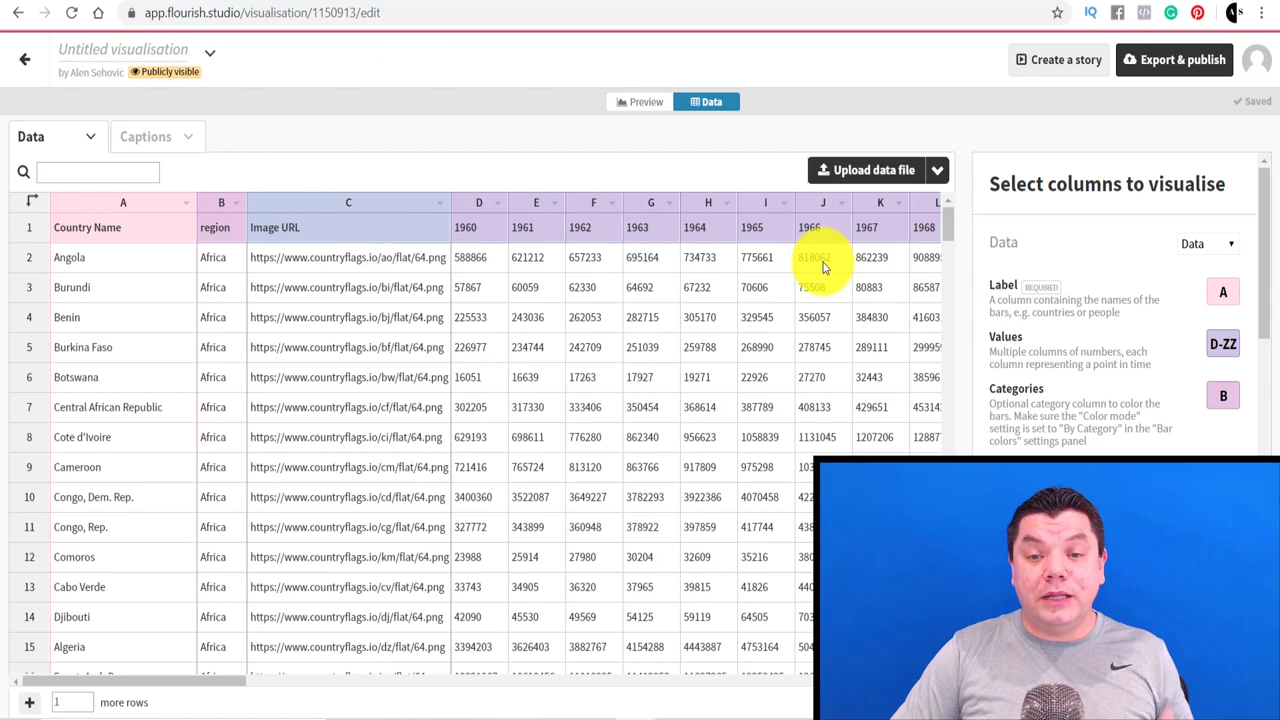 app.flourish.studio/visualisation/1150913/edit
Untitled visualisation
by Alen Sehovic Publicly visible
Create a story Export & publish
Preview Data
Saved
Data Captions
Upload data file
A B C D E F G H I J K L
1 Country Name region Image URL 1960 1961 1962 1963 1964 1965 1966 1967 1968
2 Angola Africa https://www.countryflags.io/ao/flat/64.png 588866 621212 657233 695164 734733 775661 818062 862239 90889
3 Burundi Africa https://www.countryflags.io/bi/flat/64.png 57867 60059 62330 64692 67232 70606 75508 80883 86587
4 Benin Africa https://www.countryflags.io/bj/flat/64.png 225533 243036 262053 282715 305170 329545 356057 384830 41603
5 Burkina Faso Africa https://www.countryflags.io/bf/flat/64.png 226977 234744 242709 251039 259788 268990 278745 289111 29995
6 Botswana Africa https://www.countryflags.io/bw/flat/64.png 16051 16639 17263 17927 19271 22926 27270 32443 38596
7 Central African Republic Africa https://www.countryflags.io/cf/flat/64.png 302205 317330 333406 350454 368614 387789 408133 429651 45314
8 Cote d'Ivoire Africa https://www.countryflags.io/ci/flat/64.png 629193 698611 776280 862340 956623 1058839 1131045 1207206 12887
9 Cameroon Africa https://www.countryflags.io/cm/flat/64.png 721416 765724 813120 863766 917809 975298 103
10 Congo, Dem. Rep. Africa https://www.countryflags.io/cd/flat/64.png 3400360 3522087 3649227 3782293 3922386 4070458 422
11 Congo, Rep. Africa https://www.countryflags.io/cg/flat/64.png 327772 343899 360948 378922 397859 417744 438
12 Comoros Africa https://www.countryflags.io/km/flat/64.png 23988 25914 27980 30204 32609 35216 380
13 Cabo Verde Africa https://www.countryflags.io/cv/flat/64.png 33743 34905 36320 37965 39815 41826 440
14 Djibouti Africa https://www.countryflags.io/dj/flat/64.png 42090 45530 49569 54125 59119 64505 703
15 Algeria Africa https://www.countryflags.io/dz/flat/64.png 3394203 3626403 3882767 4154288 4443887 4753164 504
1 more rows
Select columns to visualise
Data Data
Label REQUIRED A
A column containing the names of the
bars, e.g. countries or people
Values D-ZZ
Multiple columns of numbers, each
column representing a point in time
Categories B
Optional category column to color the
bars. Make sure the "Color mode"
setting is set to "By Category" in the "Bar
colors" settings panel